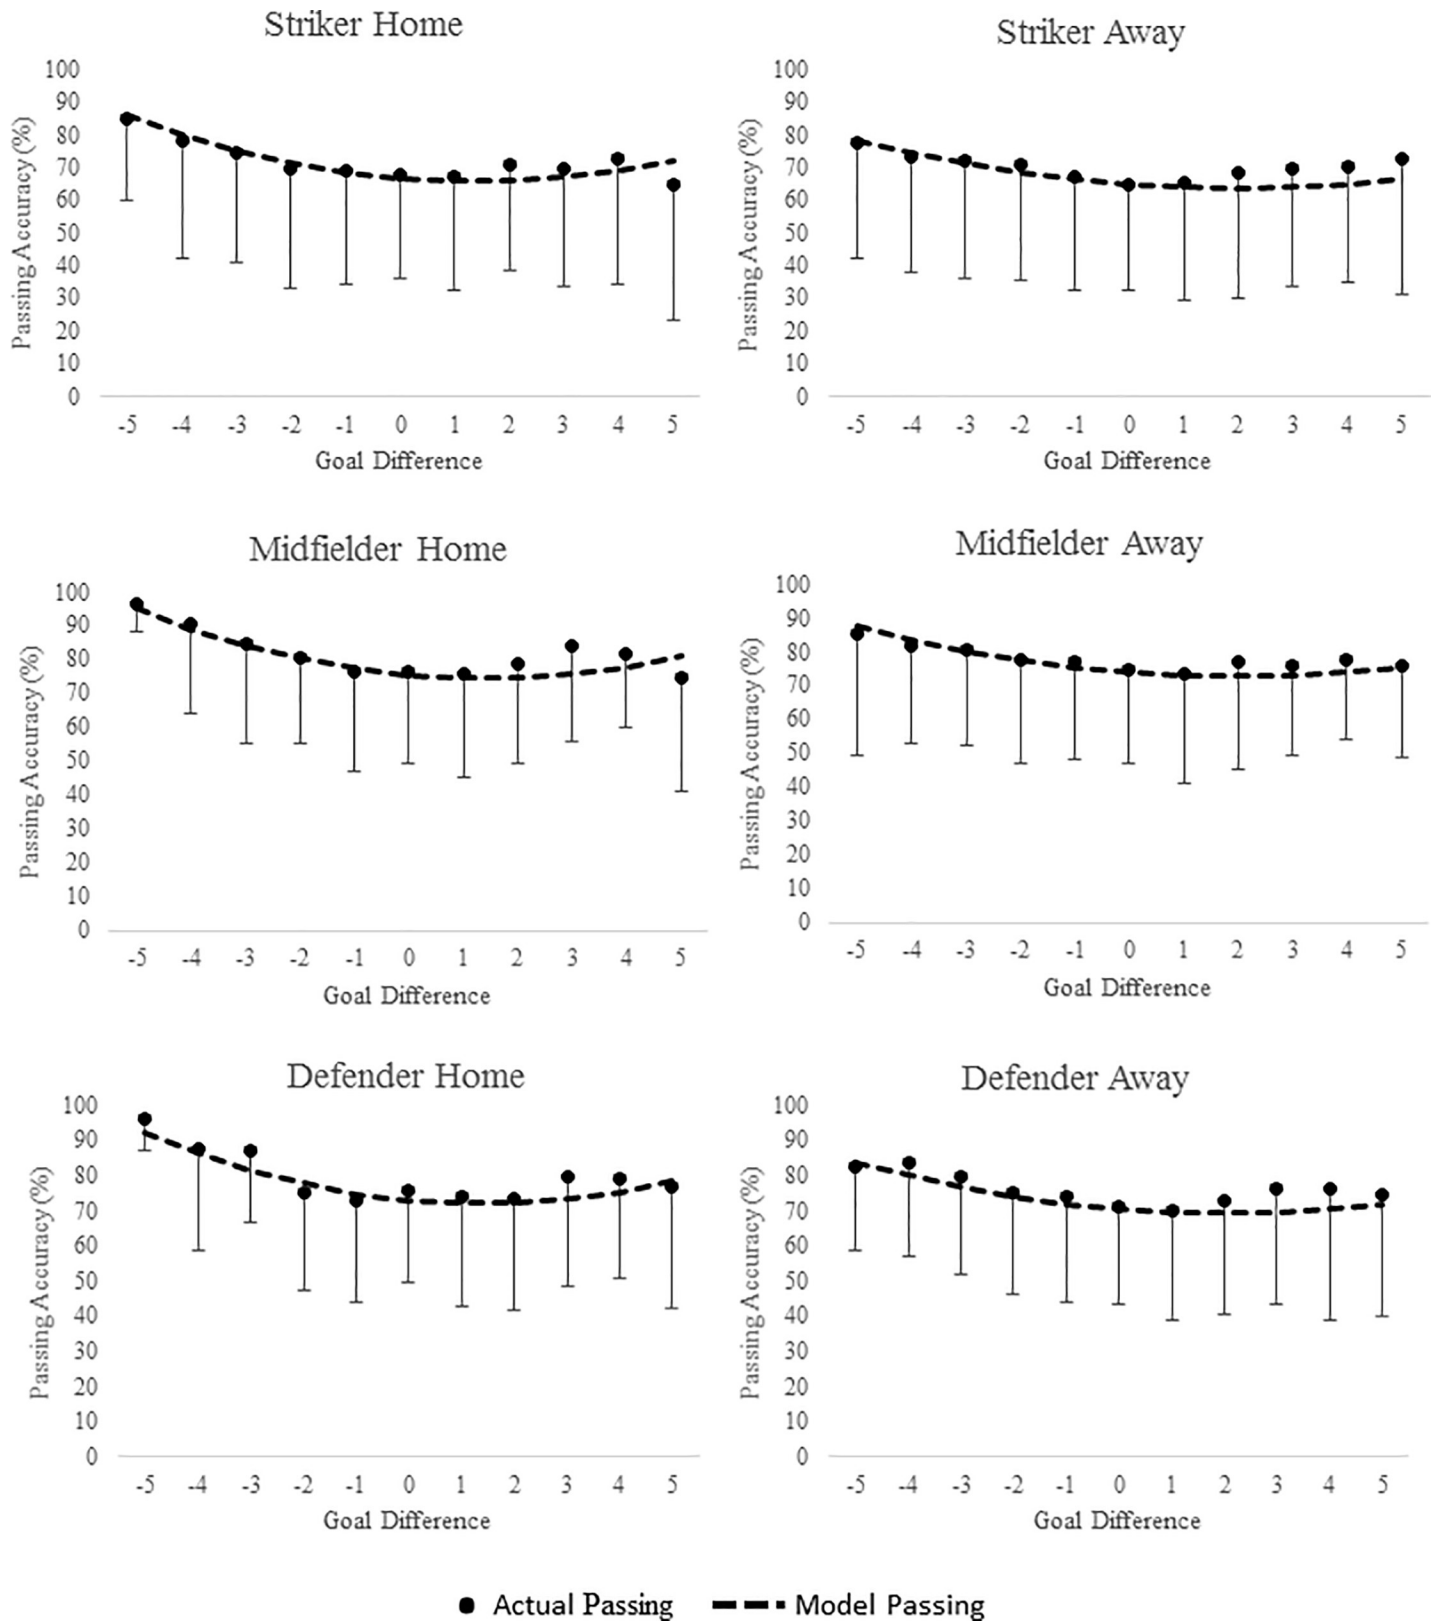 Striker Home
Passing Accuracy (%)
100
90
80
70
60
50
40
30
20
10
0
-5 -4 -3 -2 -1 0 1 2 3 4 5
Goal Difference
Striker Away
Passing Accuracy (%)
100
90
80
70
60
50
40
30
20
10
0
-5 -4 -3 -2 -1 0 1 2 3 4 5
Goal Difference
Midfielder Home
Passing Accuracy (%)
100
90
80
70
60
50
40
30
20
10
0
-5 -4 -3 -2 -1 0 1 2 3 4 5
Goal Difference
Midfielder Away
Passing Accuracy (%)
100
90
80
70
60
50
40
30
20
10
0
-5 -4 -3 -2 -1 0 1 2 3 4 5
Goal Difference
Defender Home
Passing Accuracy (%)
100
90
80
70
60
50
40
30
20
10
0
-5 -4 -3 -2 -1 0 1 2 3 4 5
Goal Difference
Defender Away
Passing Accuracy (%)
100
90
80
70
60
50
40
30
20
10
0
-5 -4 -3 -2 -1 0 1 2 3 4 5
Goal Difference
Actual Passing Model Passing